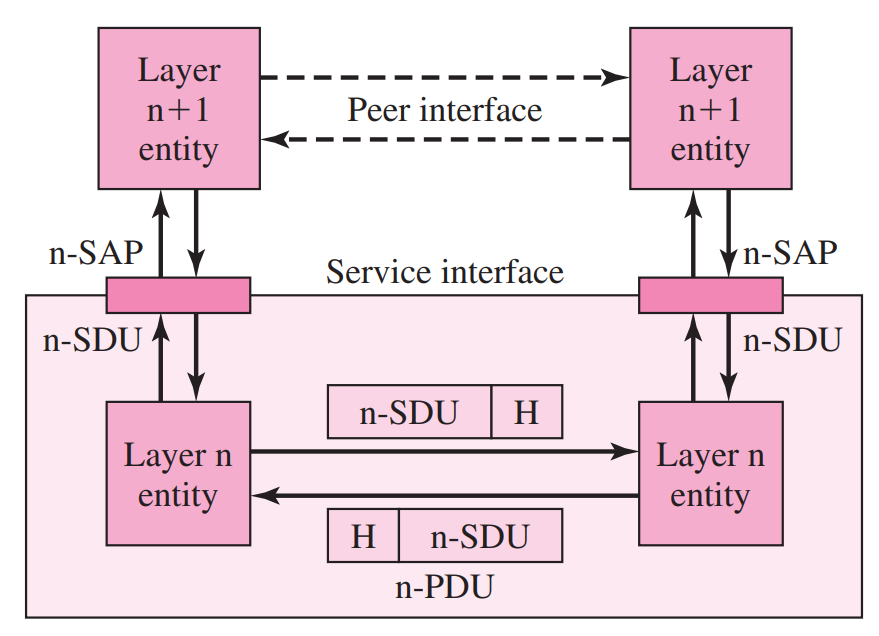 Layer
n+1
entity
Peer interface
Layer
n+1
entity
n-SAP
Service interface
n-SAP
n-SDU
n-SDU
n-SDU H
Layer n
entity
Layer n
entity
H n-SDU
n-PDU